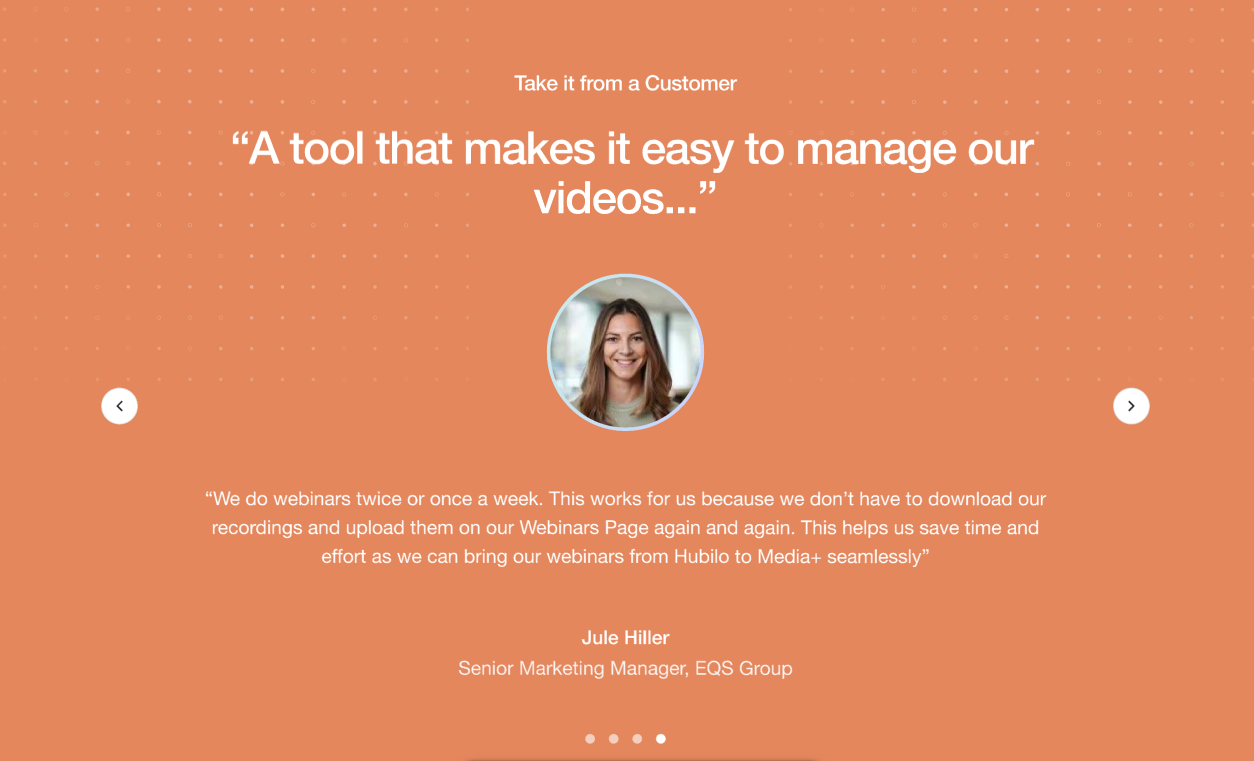 Take it from a Customer
“A tool that makes it easy to manage our
videos...”
“We do webinars twice or once a week. This works for us because we don’t have to download our
recordings and upload them on our Webinars Page again and again. This helps us save time and
effort as we can bring our webinars from Hubilo to Media+ seamlessly”
Jule Hiller
Senior Marketing Manager, EQS Group